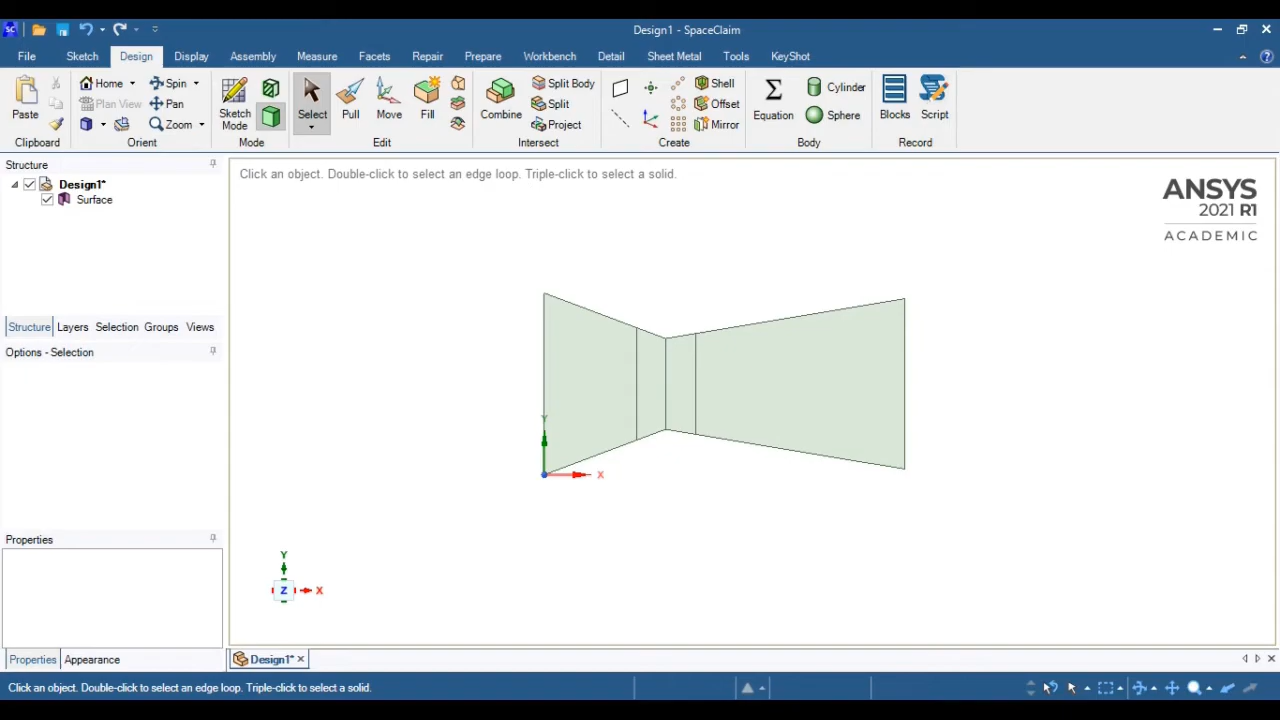 SC
Design1 - SpaceClaim
File Sketch Design Display Assembly Measure Facets Repair Prepare Workbench Detail Sheet Metal Tools KeyShot
Paste
Clipboard
Home Spin
Plan View Pan
Zoom
Orient
Sketch Mode
Mode
Select Pull Move Fill
Edit
Combine
Split Body
Split
Project
Intersect
Shell
Offset
Mirror
Create
Equation
Cylinder
Sphere
Body
Blocks Script
Record
Structure
Design1*
Surface
Structure Layers Selection Groups Views
Options - Selection
Properties
Properties Appearance
Click an object. Double-click to select an edge loop. Triple-click to select a solid.
ANSYS
2021 R1
ACADEMIC
Y
X
Y
Z X
Design1*
Click an object. Double-click to select an edge loop. Triple-click to select a solid.